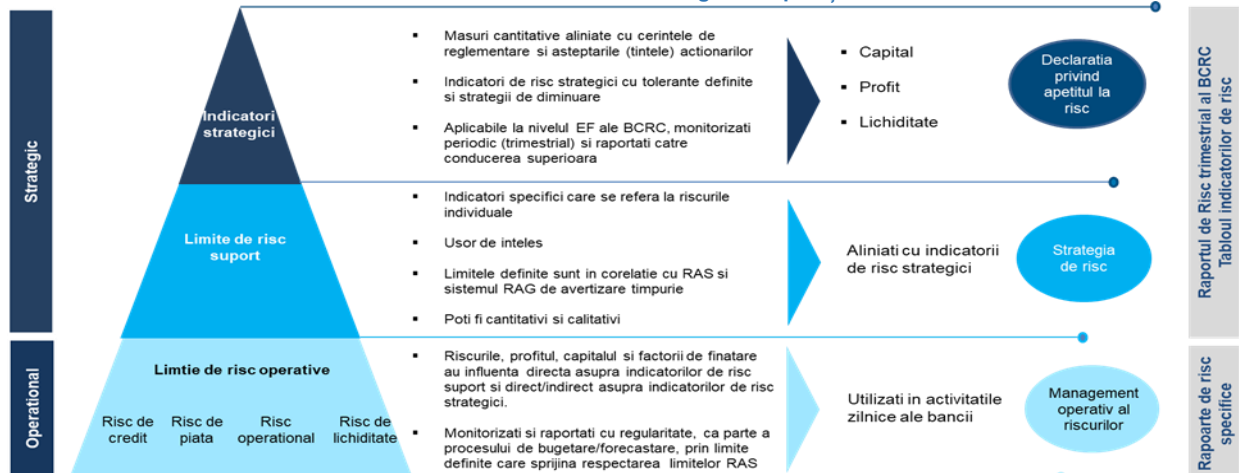 Strategic
Indicatori
strategici
▪ Masuri cantitative aliniate cu cerintele de
reglementare si asteptarile (tintele) actionarilor
▪ Indicatori de risc strategici cu tolerante definite
si strategii de diminuare
▪ Aplicabile la nivelul EF ale BCRC, monitorizati
periodic (trimestrial) si raportati catre
conducerea superioara
▪ Capital
▪ Profit
▪ Lichiditate
Declaratia
privind
apetitul la
risc
Limite de risc
suport
▪ Indicatori specifici care se refera la riscurile
individuale
▪ Usor de inteles
▪ Limitele definite sunt in corelatie cu RAS si
sistemul RAG de avertizare timpurie
▪ Poti fi cantitativi si calitativi
Aliniati cu indicatorii
de risc strategici
Strategia
de risc
Raportul de Risc trimestrial al BCRC
Tabloul indicatorilor de risc
Operational
Limtie de risc operative
Risc de
credit
Risc de
piata
Risc
operational
Risc de
lichiditate
▪ Riscurile, profitul, capitalul si factorii de finatare
au influenta directa asupra indicatorilor de risc
suport si direct/indirect asupra indicatorilor de risc
strategici.
▪ Monitorizati si raportati cu regularitate, ca parte a
procesului de bugetare/forecastare, prin limite
definite care sprijina respectarea limitelor RAS
Utilizati in activitatile
zilnice ale bancii
Management
operativ al
riscurilor
Rapoarte de risc
specifice